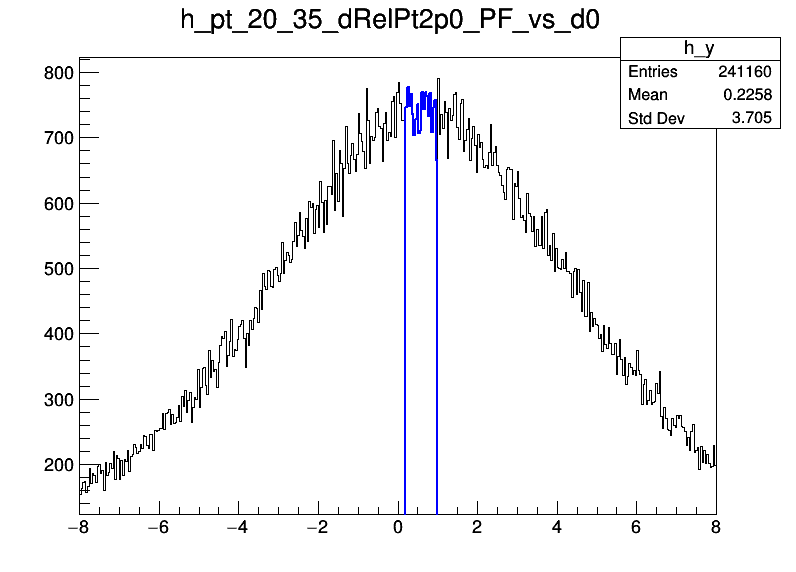 h_pt_20_35_dRelPt2p0_PF_vs_d0
h_y
Entries 241160
Mean 0.2258
Std Dev 3.705
800
700
600
500
400
300
200
−8 −6 −4 −2 0 2 4 6 8